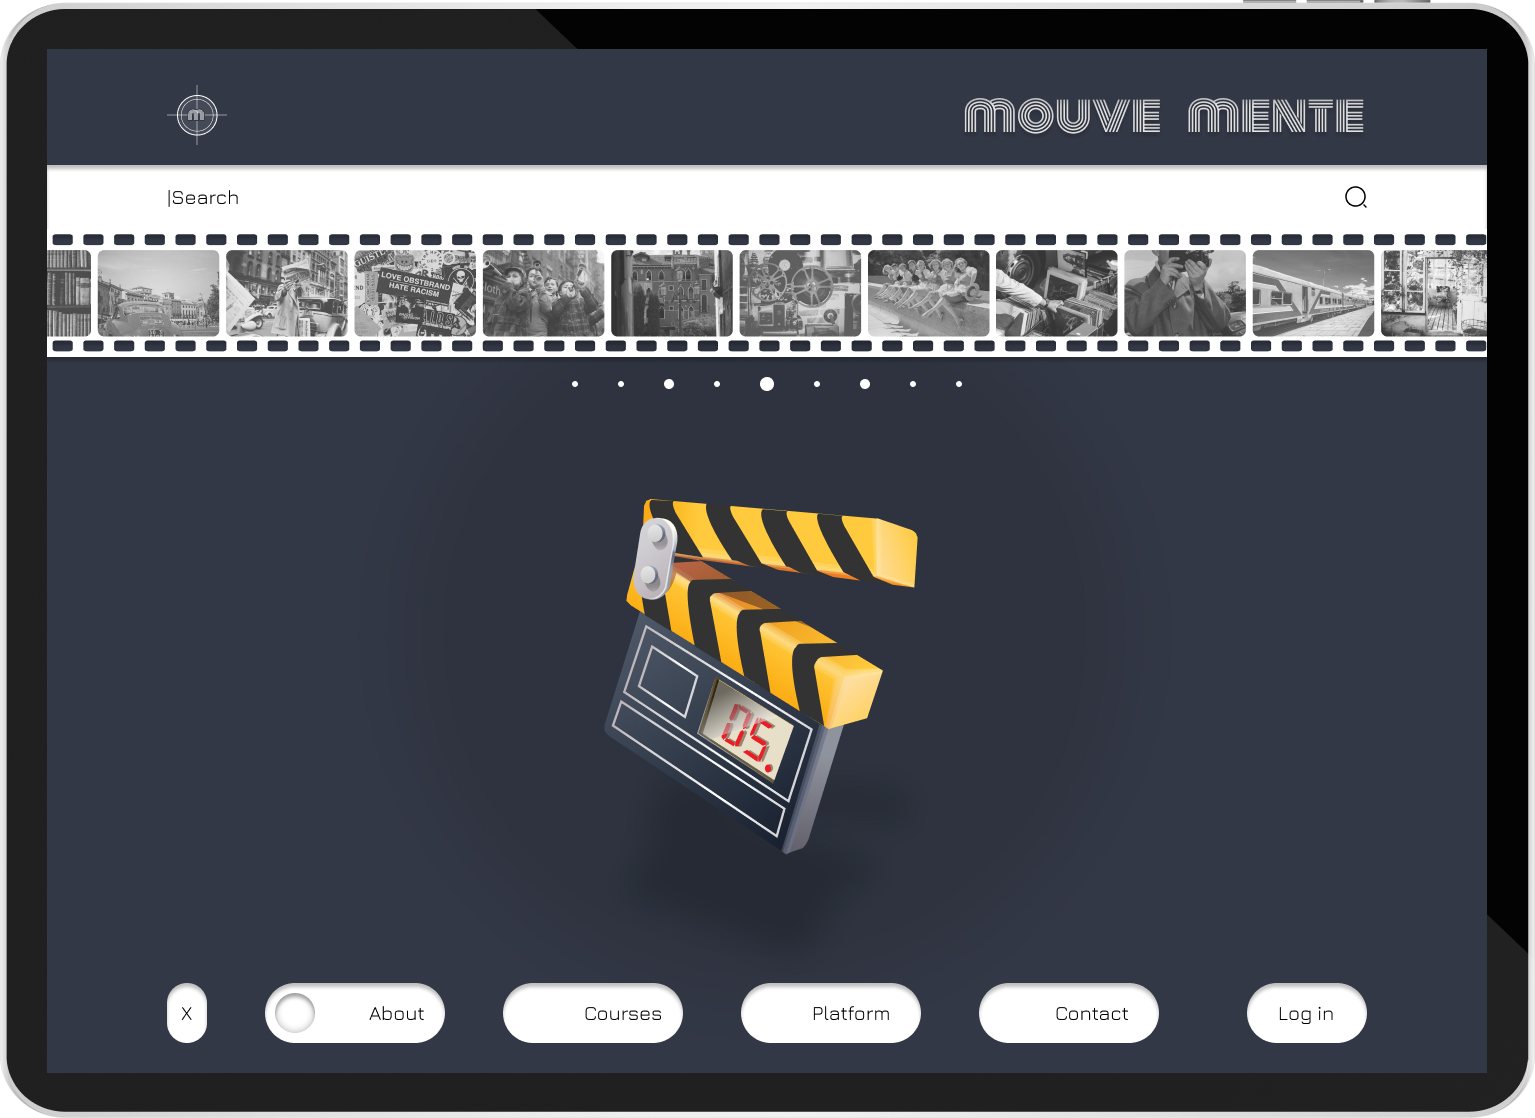 m
MOUVE MENTE
|Search
LOVE OBSTBRAND
HATE RACISM
05.
X
About
Courses
Platform
Contact
Log in